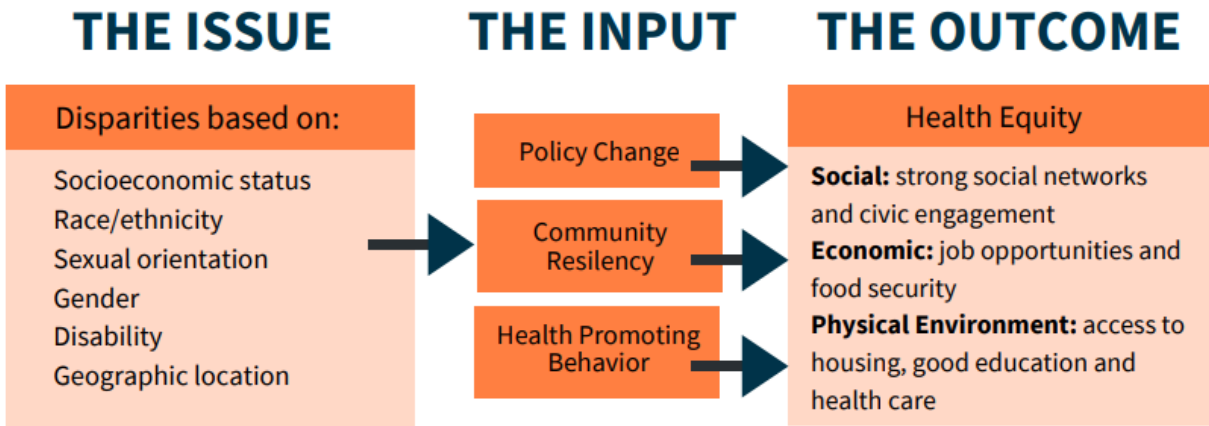 THE ISSUE
Disparities based on:
Socioeconomic status
Race/ethnicity
Sexual orientation
Gender
Disability
Geographic location
THE INPUT
Policy Change
Community
Resilency
Health Promoting
Behavior
THE OUTCOME
Health Equity
Social: strong social networks
and civic engagement
Economic: job opportunities and
food security
Physical Environment: access to
housing, good education and
health care